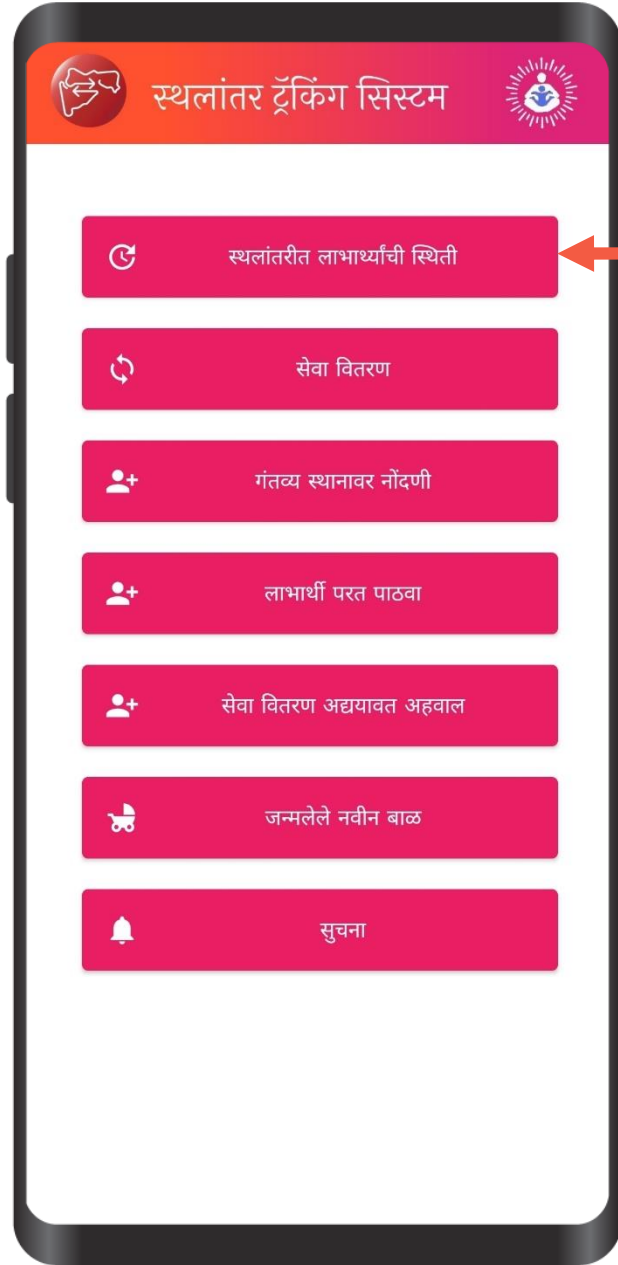 स्थलांतर ट्रॅकिंग सिस्टम
स्थलांतरीत लाभार्थ्यांची स्थिती
सेवा वितरण
गंतव्य स्थानावर नोंदणी
लाभार्थी परत पाठवा
सेवा वितरण अद्ययावत अहवाल
जन्मलेले नवीन बाळ
सुचना